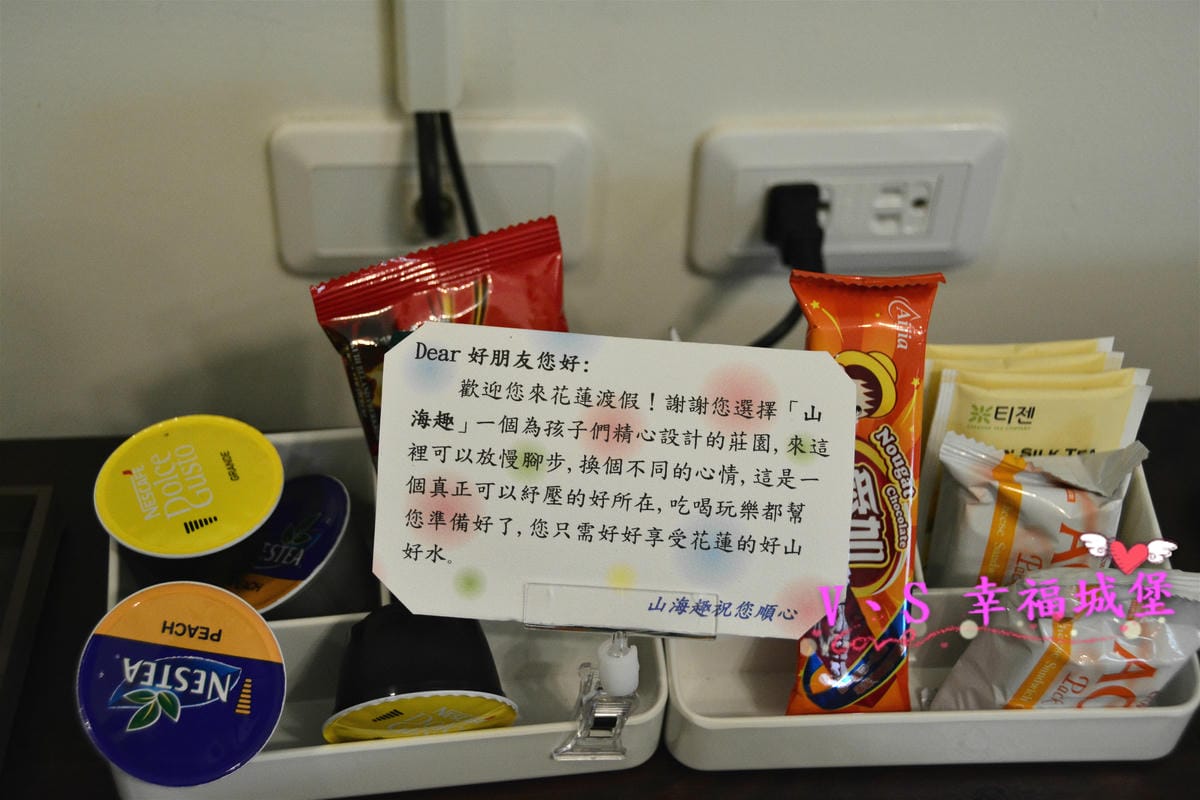 Dear 好朋友您好：
歡迎您來花蓮渡假！謝謝您選擇「山
海趣」一個為孩子們精心設計的莊園，來這
裡可以放慢腳步，換個不同的心情，這是一
個真正可以紓壓的好所在，吃喝玩樂都幫
您準備好了，您只需好好享受花蓮的好山
好水。
山海趣祝您順心
NESCAFÉ
Dolce
Gusto
GRANDE
NESTEA
PEACH
NESTEA
Anjia
Nougat
Chocolate
티젠
SILK TEA
V、S 幸福城堡